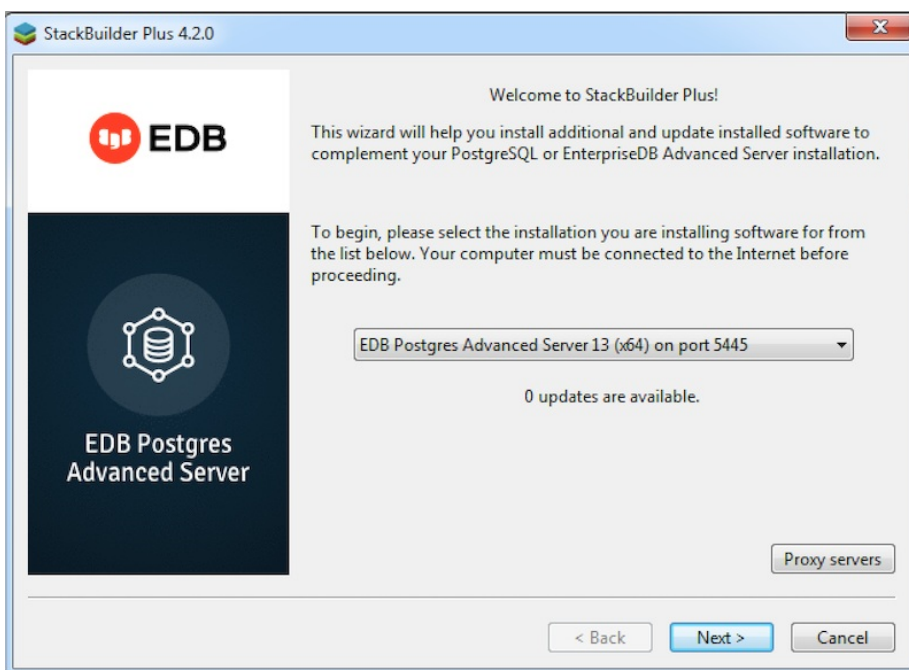 StackBuilder Plus 4.2.0
EDB
Welcome to StackBuilder Plus!
This wizard will help you install additional and update installed software to
complement your PostgreSQL or EnterpriseDB Advanced Server installation.
To begin, please select the installation you are installing software for from
the list below. Your computer must be connected to the Internet before
proceeding.
EDB Postgres Advanced Server 13 (x64) on port 5445
0 updates are available.
EDB Postgres
Advanced Server
Proxy servers
< Back
Next >
Cancel